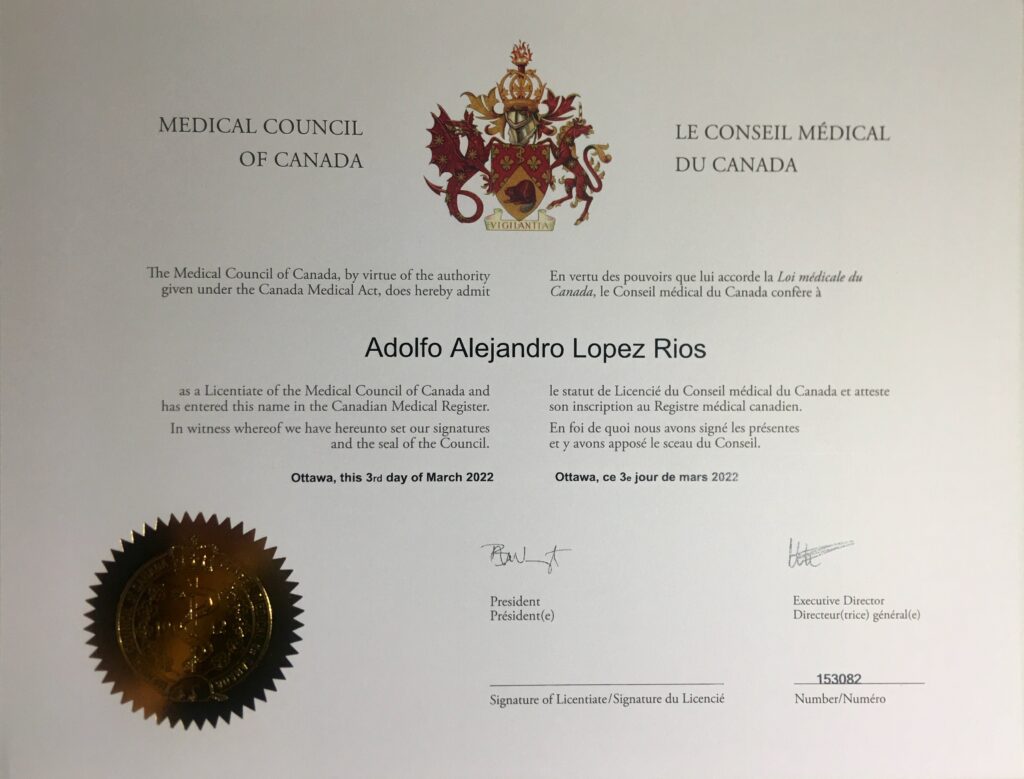 MEDICAL COUNCIL
OF CANADA
LE CONSEIL MÉDICAL
DU CANADA
VIGILANTIA
The Medical Council of Canada, by virtue of the authority
given under the Canada Medical Act, does hereby admit
En vertu des pouvoirs que lui accorde la Loi médicale du
Canada, le Conseil médical du Canada confère à
Adolfo Alejandro Lopez Rios
as a Licentiate of the Medical Council of Canada and
has entered this name in the Canadian Medical Register.
In witness whereof we have hereunto set our signatures
and the seal of the Council.
le statut de Licencié du Conseil médical du Canada et atteste
son inscription au Registre médical canadien.
En foi de quoi nous avons signé les présentes
et y avons apposé le sceau du Conseil.
Ottawa, this 3rd day of March 2022
Ottawa, ce 3e jour de mars 2022
President
Président(e)
Executive Director
Directeur(trice) général(e)
Signature of Licentiate/Signature du Licencié
153082
Number/Numéro